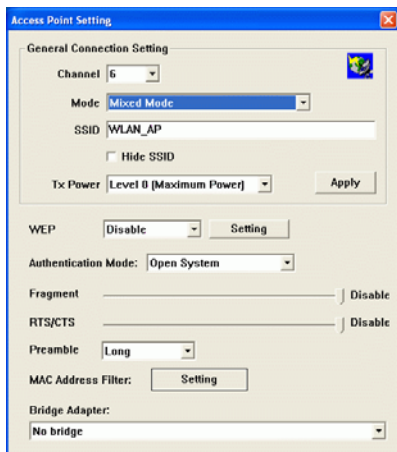 Access Point Setting
General Connection Setting
Channel 6
Mode Mixed Mode
SSID WLAN_AP
Hide SSID
Tx Power Level 0 (Maximum Power) Apply
WEP Disable Setting
Authentication Mode: Open System
Fragment Disable
RTS/CTS Disable
Preamble Long
MAC Address Filter: Setting
Bridge Adapter:
No bridge